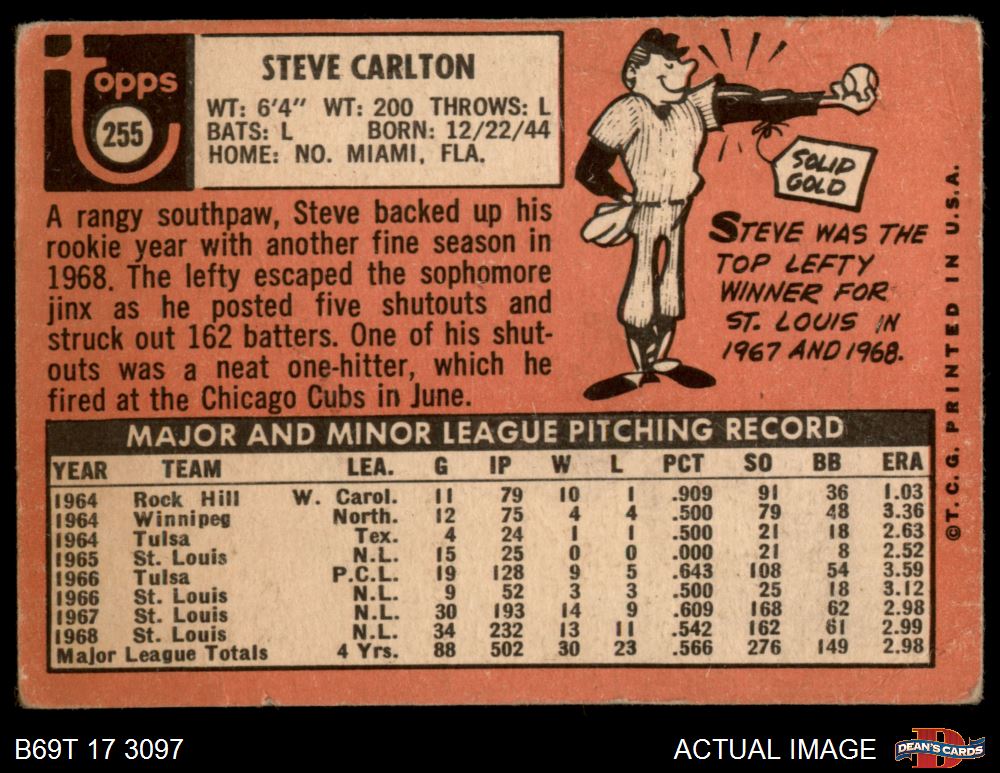 topps
255
STEVE CARLTON
WT: 6'4" WT: 200 THROWS: L
BATS: L BORN: 12/22/44
HOME: NO. MIAMI, FLA.
A rangy southpaw, Steve backed up his
rookie year with another fine season in
1968. The lefty escaped the sophomore
jinx as he posted five shutouts and
struck out 162 batters. One of his shut-
outs was a neat one-hitter, which he
fired at the Chicago Cubs in June.
SOLID
GOLD
STEVE WAS THE
TOP LEFTY
WINNER FOR
ST. LOUIS IN
1967 AND 1968.
©T.C.G. PRINTED IN U.S.A.
MAJOR AND MINOR LEAGUE PITCHING RECORD
YEAR TEAM LEA. G IP W L PCT SO BB ERA
1964 Rock Hill W. Carol. 11 79 10 1 .909 91 36 1.03
1964 Winnipeg North. 12 75 4 4 .500 79 48 3.36
1964 Tulsa Tex. 4 24 1 1 .500 21 18 2.63
1965 St. Louis N.L. 15 25 0 0 .000 21 8 2.52
1966 Tulsa P.C.L. 19 128 9 5 .643 108 54 3.59
1966 St. Louis N.L. 9 52 3 3 .500 25 18 3.12
1967 St. Louis N.L. 30 193 14 9 .609 168 62 2.98
1968 St. Louis N.L. 34 232 13 11 .542 162 61 2.99
Major League Totals 4 Yrs. 88 502 30 23 .566 276 149 2.98
B69T 17 3097
ACTUAL IMAGE
D
DEAN'S CARDS